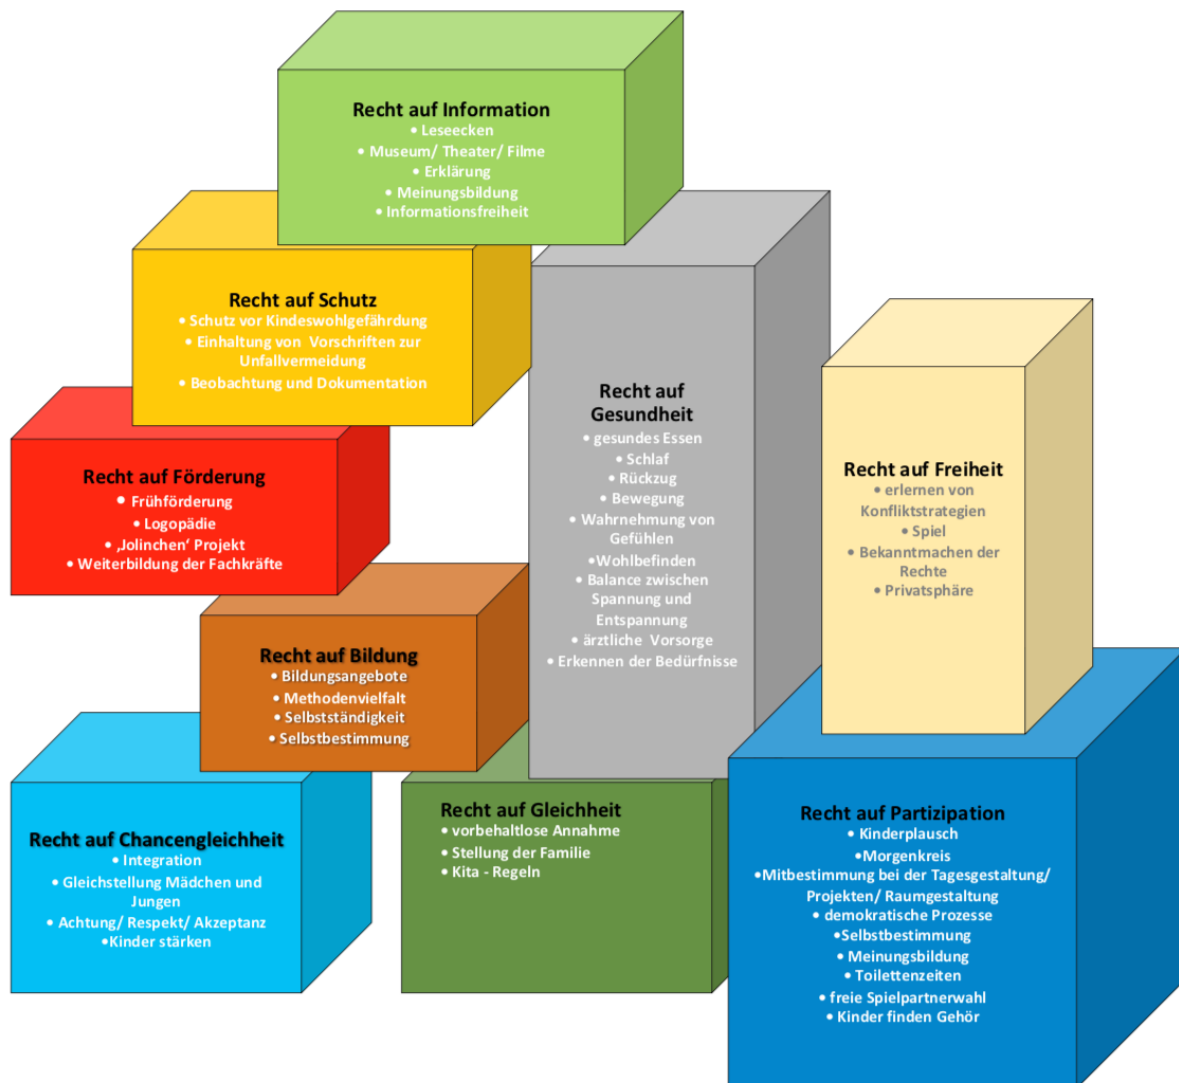 Recht auf Information
• Leseecken
• Museum/ Theater/ Filme
• Erklärung
• Meinungsbildung
• Informationsfreiheit
Recht auf Schutz
• Schutz vor Kindeswohlgefährdung
• Einhaltung von  Vorschriften zur
Unfallvermeidung
• Beobachtung und Dokumentation
Recht auf Förderung
• Frühförderung
• Logopädie
• ‚Jolinchen‘ Projekt
• Weiterbildung der Fachkräfte
Recht auf
Gesundheit
• gesundes Essen
• Schlaf
• Rückzug
• Bewegung
• Wahrnehmung von
Gefühlen
•Wohlbefinden
• Balance zwischen
Spannung und
Entspannung
• ärztliche  Vorsorge
• Erkennen der Bedürfnisse
Recht auf Freiheit
• erlernen von
Konfliktstrategien
• Spiel
• Bekanntmachen der
Rechte
• Privatsphäre
Recht auf Bildung
• Bildungsangebote
• Methodenvielfalt
• Selbstständigkeit
• Selbstbestimmung
Recht auf Chancengleichheit
• Integration
• Gleichstellung Mädchen und
Jungen
• Achtung/ Respekt/ Akzeptanz
•Kinder stärken
Recht auf Gleichheit
• vorbehaltlose Annahme
• Stellung der Familie
• Kita - Regeln
Recht auf Partizipation
• Kinderplausch
•Morgenkreis
•Mitbestimmung bei der Tagesgestaltung/
Projekten/ Raumgestaltung
• demokratische Prozesse
•Selbstbestimmung
• Meinungsbildung
• Toilettenzeiten
• freie Spielpartnerwahl
• Kinder finden Gehör